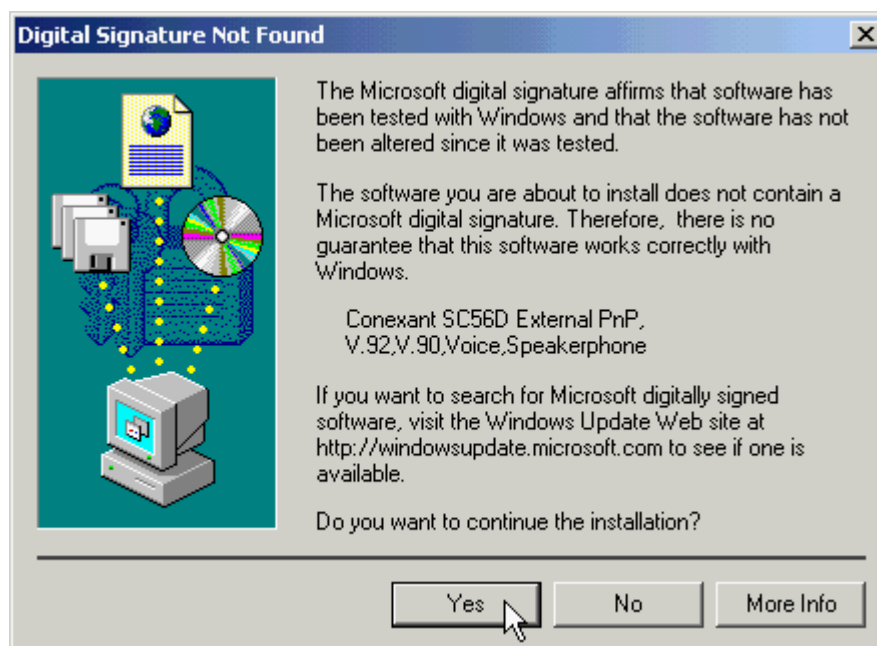 Digital Signature Not Found
The Microsoft digital signature affirms that software has
been tested with Windows and that the software has not
been altered since it was tested.
The software you are about to install does not contain a
Microsoft digital signature. Therefore, there is no
guarantee that this software works correctly with
Windows.
Conexant SC56D External PnP,
V.92,V.90,Voice,Speakerphone
If you want to search for Microsoft digitally signed
software, visit the Windows Update Web site at
http://windowsupdate.microsoft.com to see if one is
available.
Do you want to continue the installation?
Yes No More Info